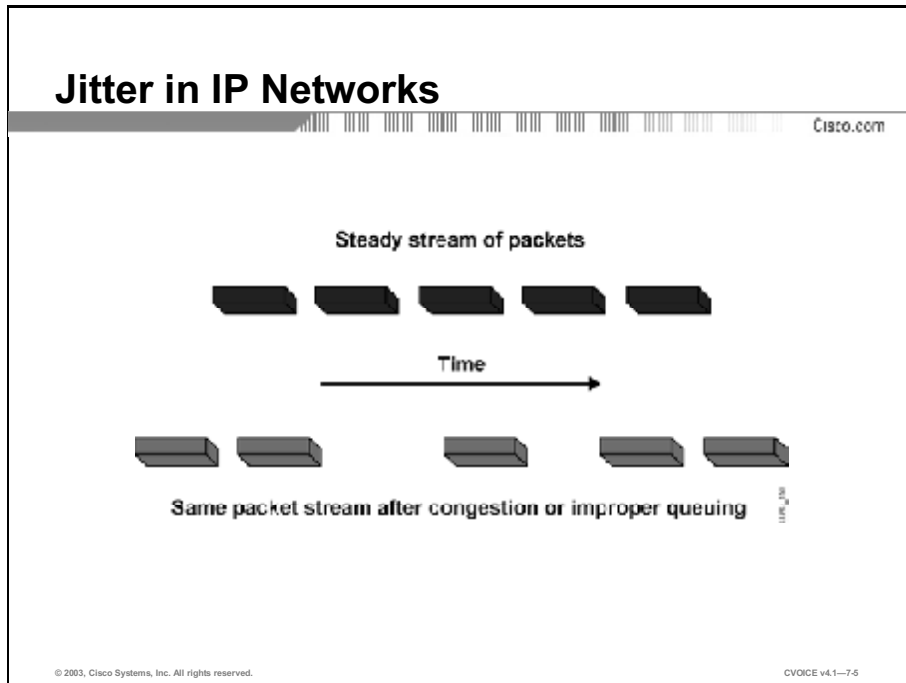 Jitter in IP Networks
Cisco.com
Steady stream of packets
Time
Same packet stream after congestion or improper queuing
© 2003, Cisco Systems, Inc. All rights reserved.
CVOICE v4.1—7-5